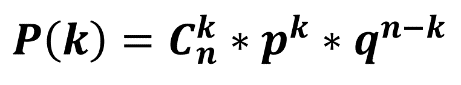 P(k) = C_n^k * p^k * q^{n-k}